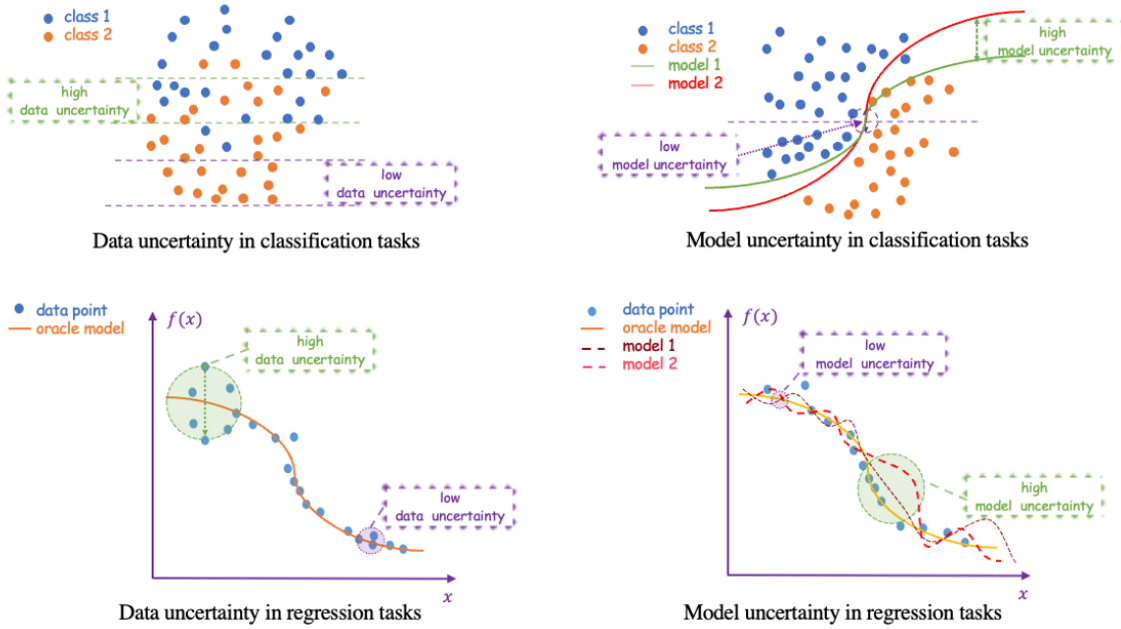 class 1
class 2
high
data uncertainty
low
data uncertainty
Data uncertainty in classification tasks
class 1
class 2
model 1
model 2
high
model uncertainty
low
model uncertainty
Model uncertainty in classification tasks
data point
oracle model
f(x)
high
data uncertainty
low
data uncertainty
x
Data uncertainty in regression tasks
data point
oracle model
model 1
model 2
f(x)
low
model uncertainty
high
model uncertainty
x
Model uncertainty in regression tasks